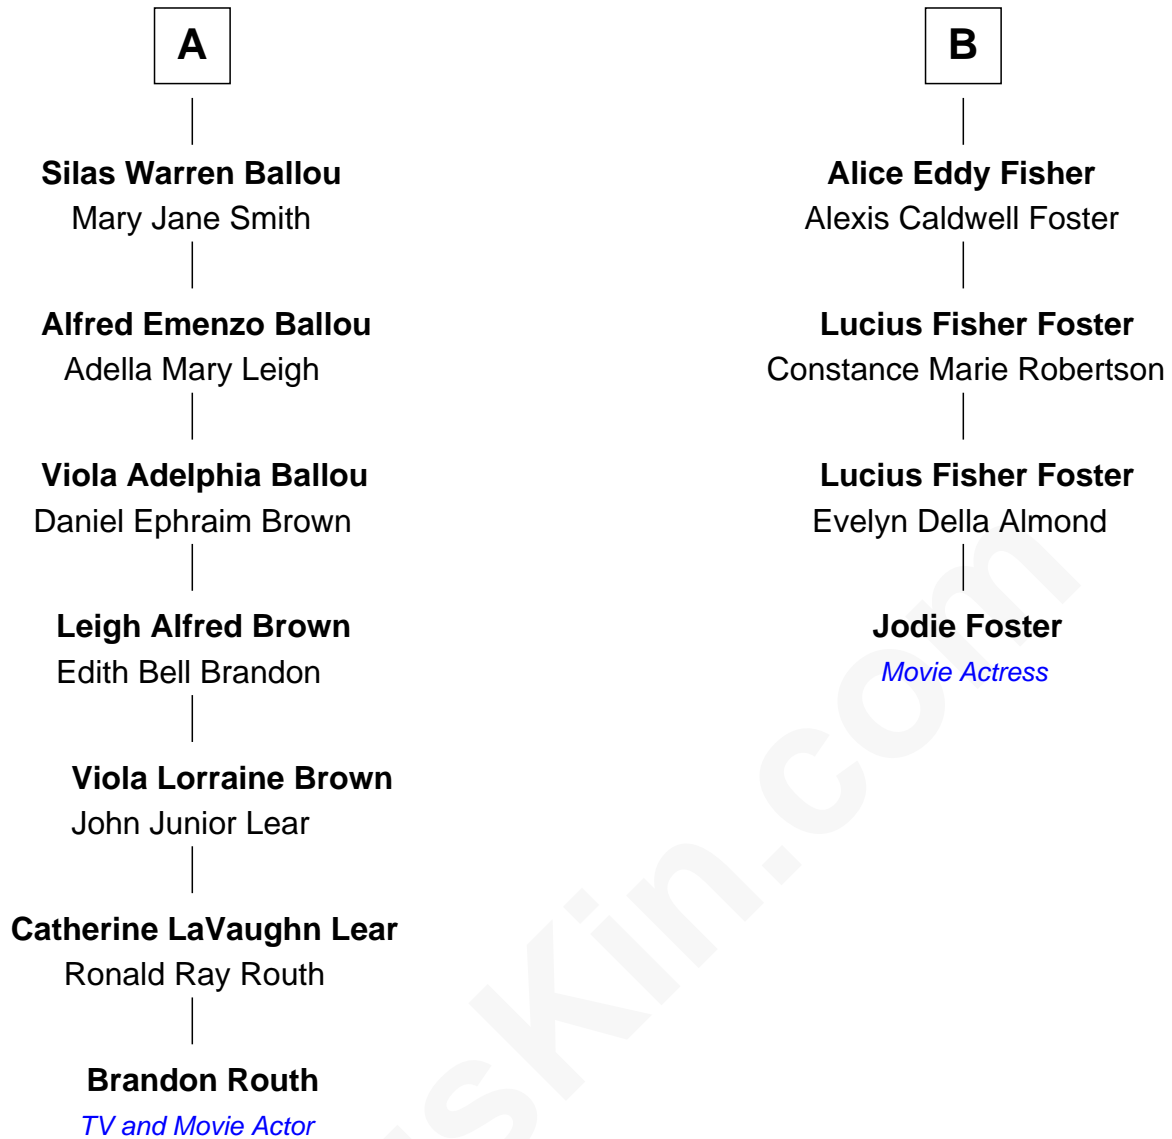 A
Silas Warren Ballou
Mary Jane Smith
Alfred Emenzo Ballou
Adella Mary Leigh
Viola Adelphia Ballou
Daniel Ephraim Brown
Leigh Alfred Brown
Edith Bell Brandon
Viola Lorraine Brown
John Junior Lear
Catherine LaVaughn Lear
Ronald Ray Routh
Brandon Routh
TV and Movie Actor
B
Alice Eddy Fisher
Alexis Caldwell Foster
Lucius Fisher Foster
Constance Marie Robertson
Lucius Fisher Foster
Evelyn Della Almond
Jodie Foster
Movie Actress